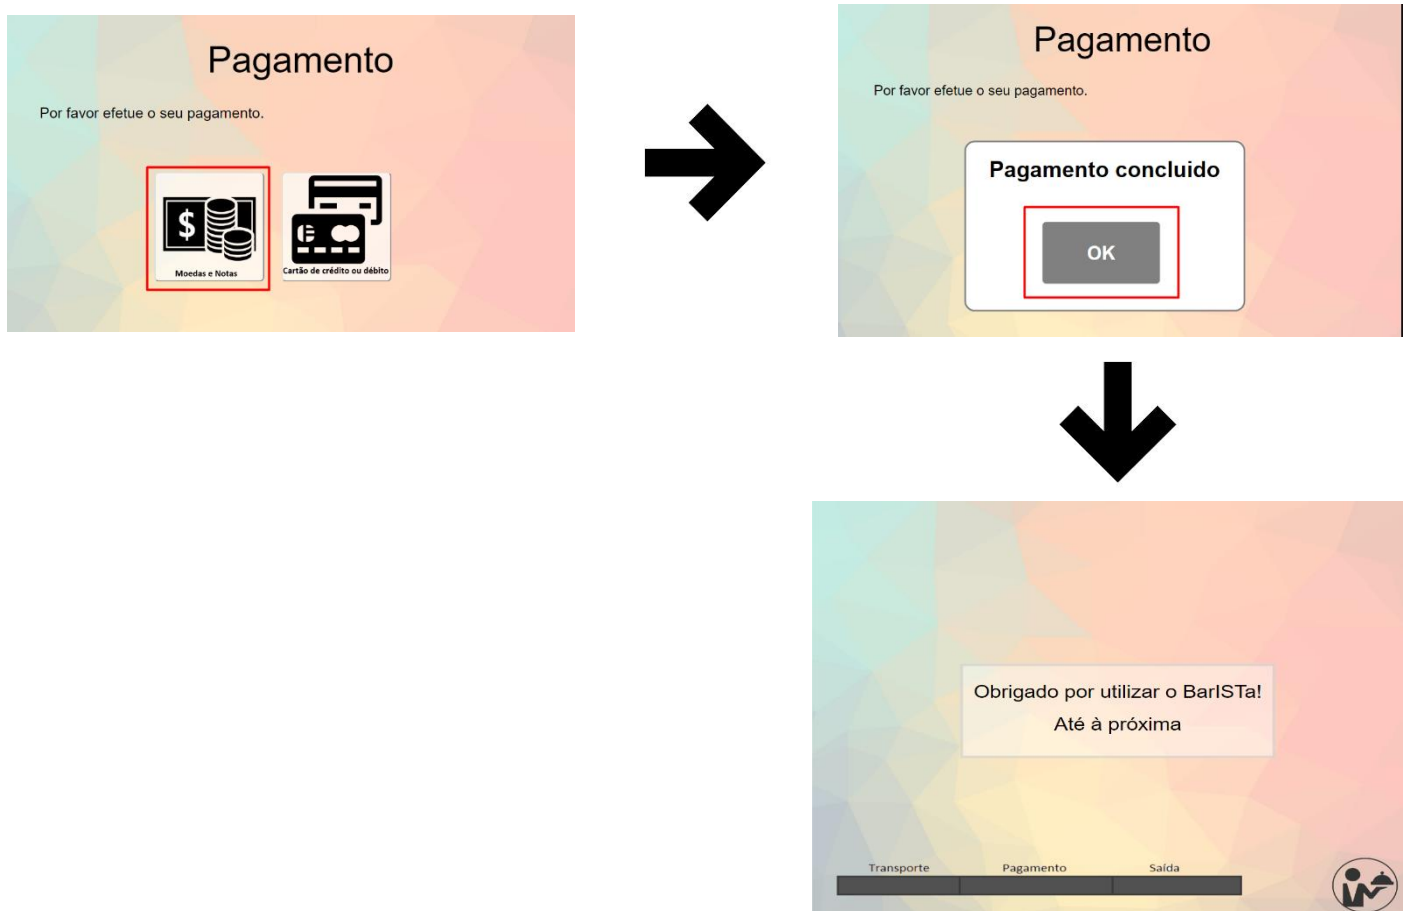 Pagamento
Por favor efetue o seu pagamento.
$
Moedas e Notas
Cartão de crédito ou débito
Pagamento
Por favor efetue o seu pagamento.
Pagamento concluido
OK
Obrigado por utilizar o BarISTa!
Até à próxima
Transporte
Pagamento
Saída